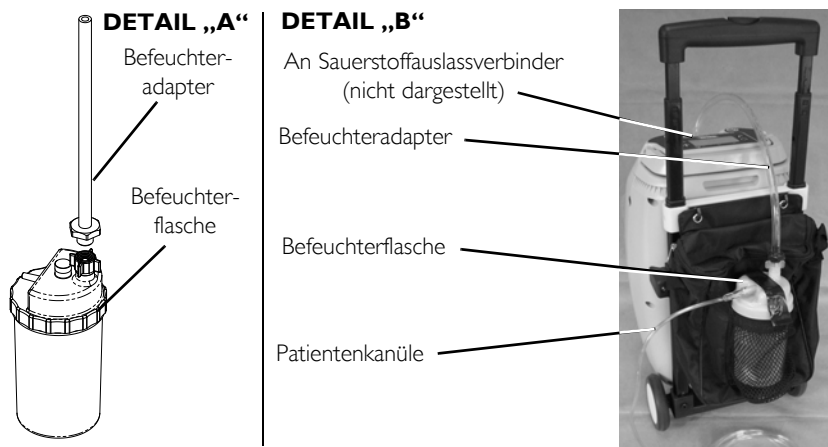 DETAIL „A“
Befeuchter-
adapter
Befeuchter-
flasche
DETAIL „B“
An Sauerstoffauslassverbinder
(nicht dargestellt)
Befeuchteradapter
Befeuchterflasche
Patientenkanüle